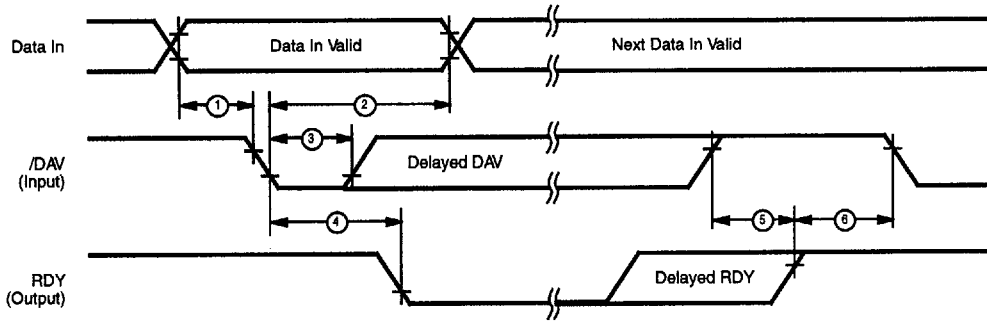 Data In
Data In Valid
Next Data In Valid
1
2
3
/DAV
(Input)
Delayed DAV
4
5
6
RDY
(Output)
Delayed RDY